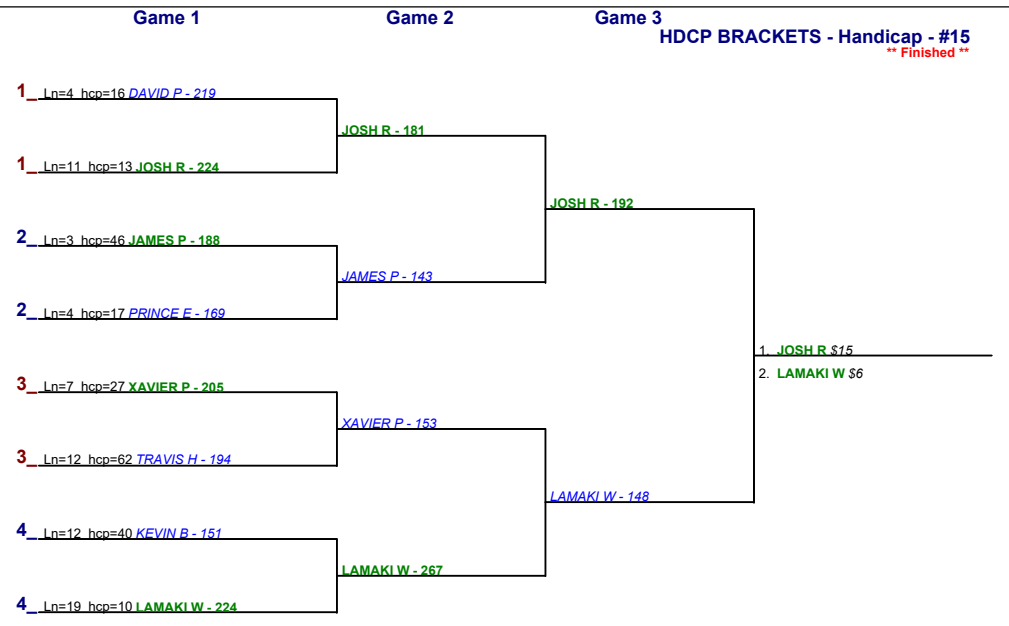 Game 1 Game 2 Game 3
HDCP BRACKETS - Handicap - #15
** Finished **
1_ Ln=4 hcp=16 DAVID P - 219
JOSH R - 181
1_ Ln=11 hcp=13 JOSH R - 224
JOSH R - 192
2_ Ln=3 hcp=46 JAMES P - 188
JAMES P - 143
2_ Ln=4 hcp=17 PRINCE E - 169
1. JOSH R $15
2. LAMAKI W $6
3_ Ln=7 hcp=27 XAVIER P - 205
XAVIER P - 153
3_ Ln=12 hcp=62 TRAVIS H - 194
LAMAKI W - 148
4_ Ln=12 hcp=40 KEVIN B - 151
LAMAKI W - 267
4_ Ln=19 hcp=10 LAMAKI W - 224